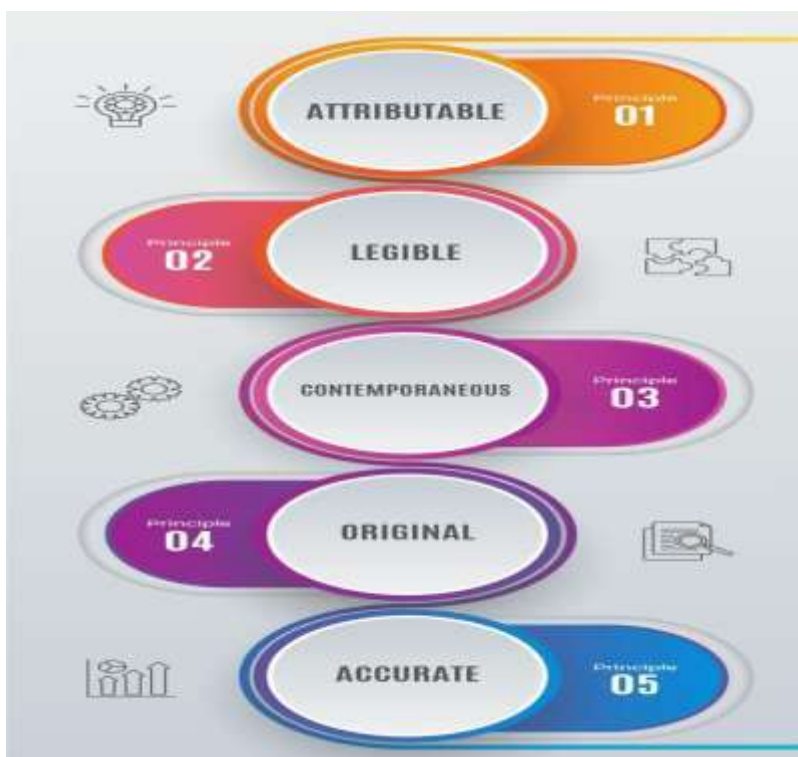 ATTRIBUTABLE
Principle
01
Principle
02
LEGIBLE
CONTEMPORANEOUS
Principle
03
Principle
04
ORIGINAL
ACCURATE
Principle
05